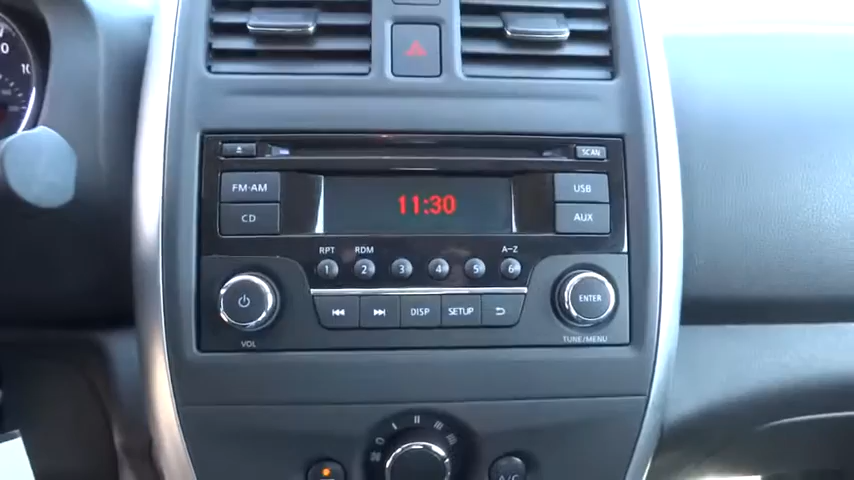 SCAN
FM·AM
USB
11:30
CD
AUX
RPT RDM A–Z
1 2 3 4 5 6
ENTER
DISP SETUP
VOL
TUNE/MENU
A/C